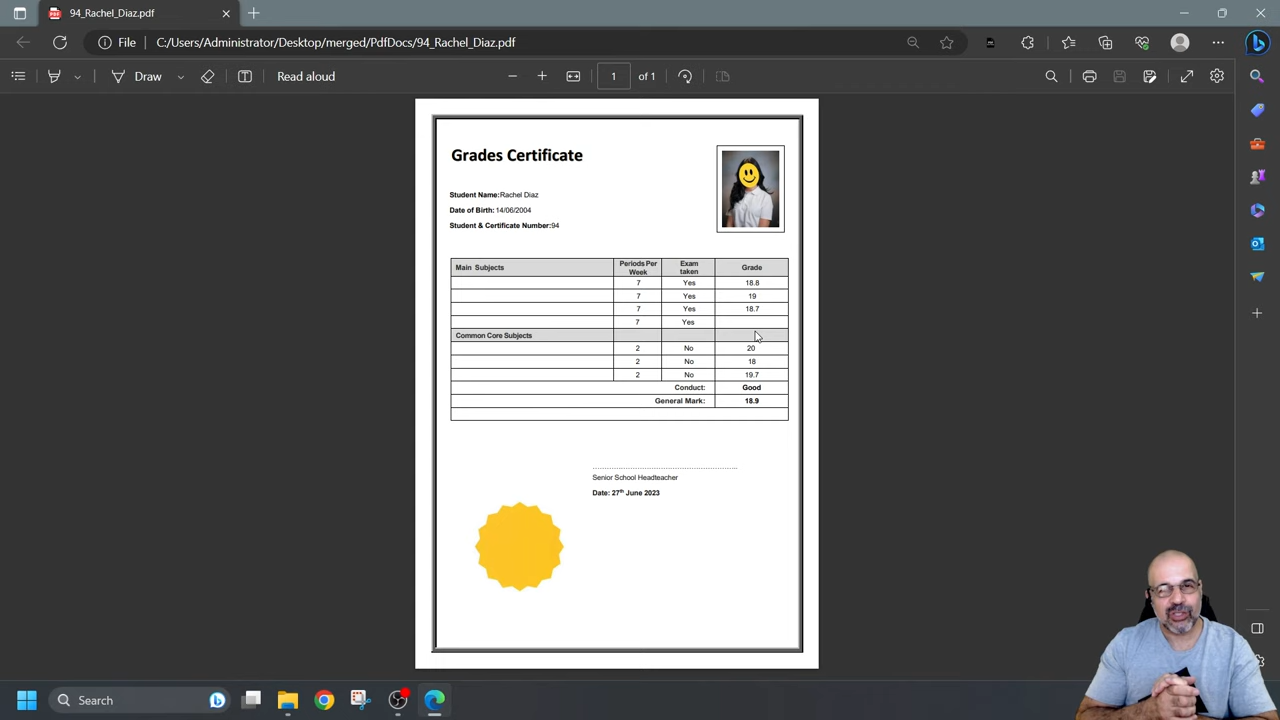 94_Rachel_Diaz.pdf
File C:/Users/Administrator/Desktop/merged/PdfDocs/94_Rachel_Diaz.pdf
Draw Read aloud 1 of 1
Grades Certificate
Student Name:Rachel Diaz
Date of Birth: 14/06/2004
Student & Certificate Number:94
Main Subjects Periods Per Week Exam taken Grade
7 Yes 18.8
7 Yes 19
7 Yes 18.7
7 Yes
Common Core Subjects
2 No 20
2 No 18
2 No 19.7
Conduct: Good
General Mark: 18.9
Senior School Headteacher
Date: 27th June 2023
Search